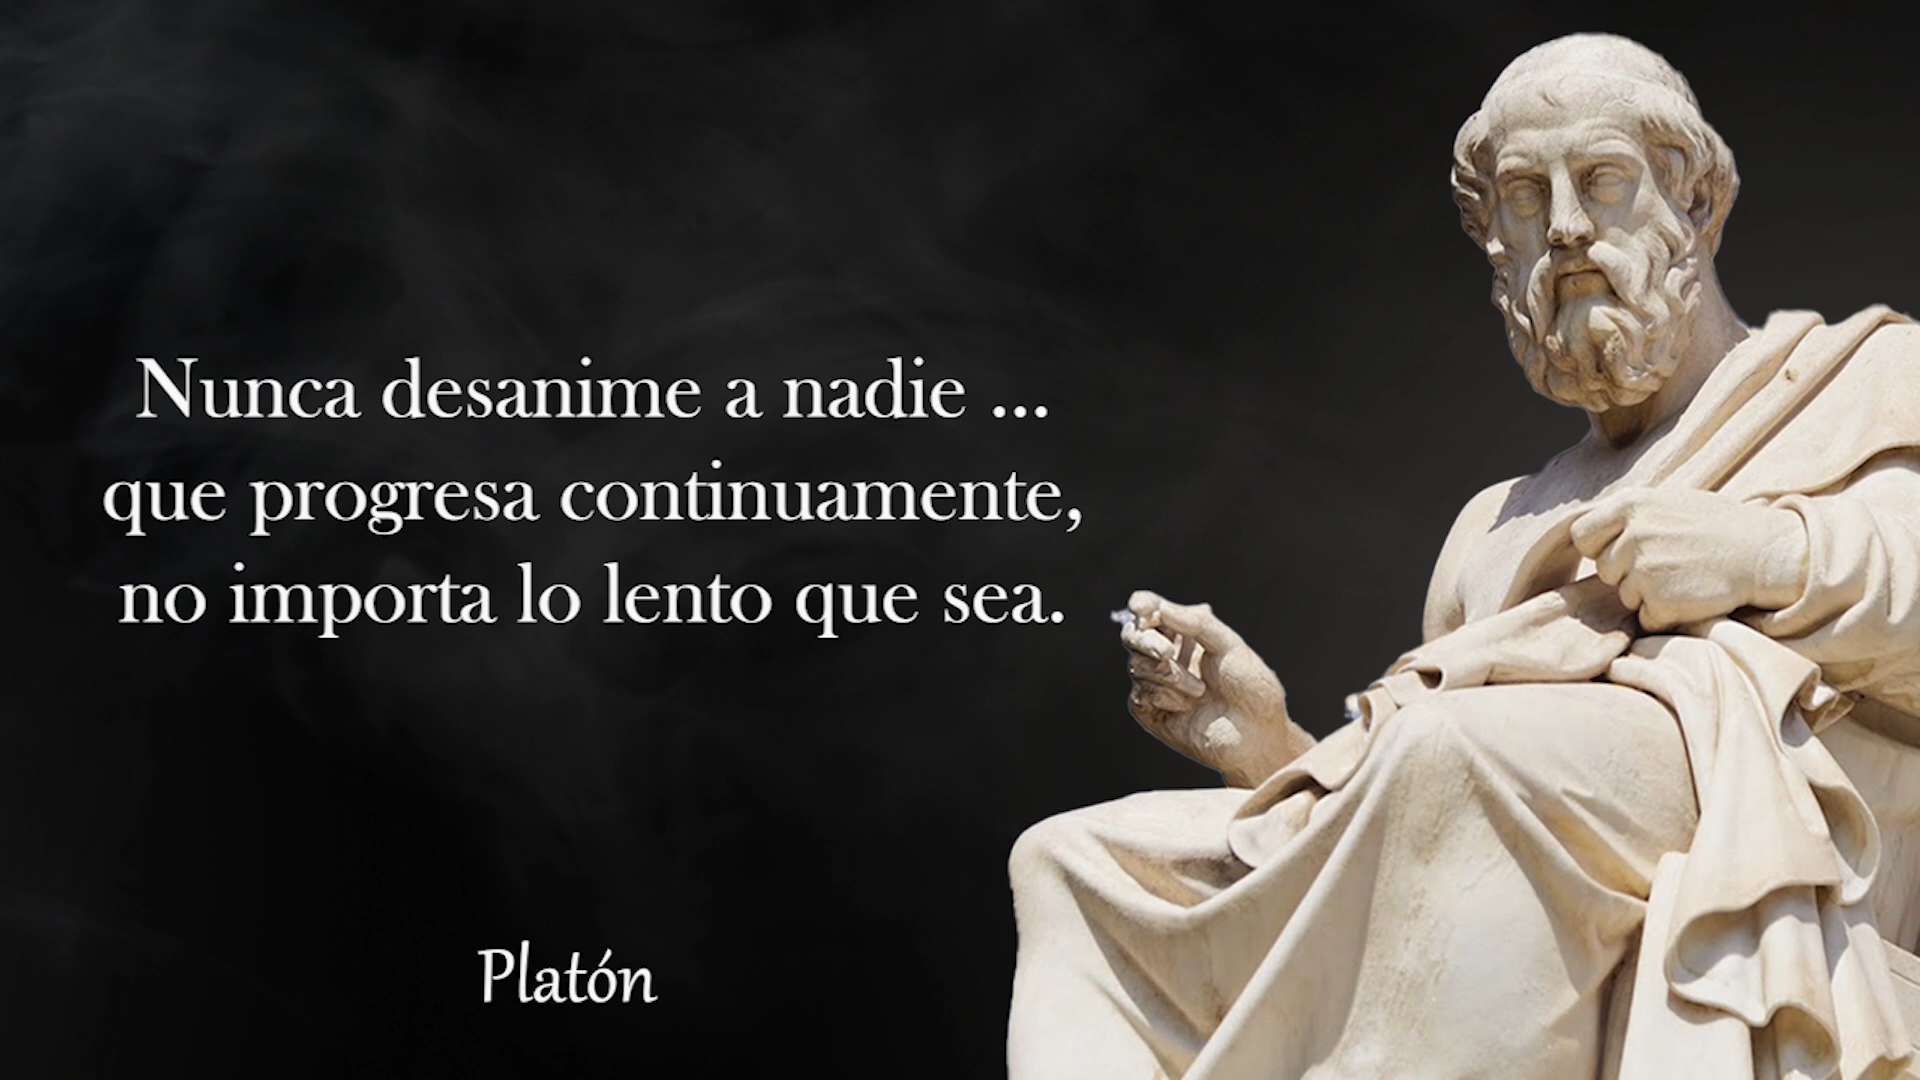 Nunca desanime a nadie ...
que progresa continuamente,
no importa lo lento que sea.
Platón